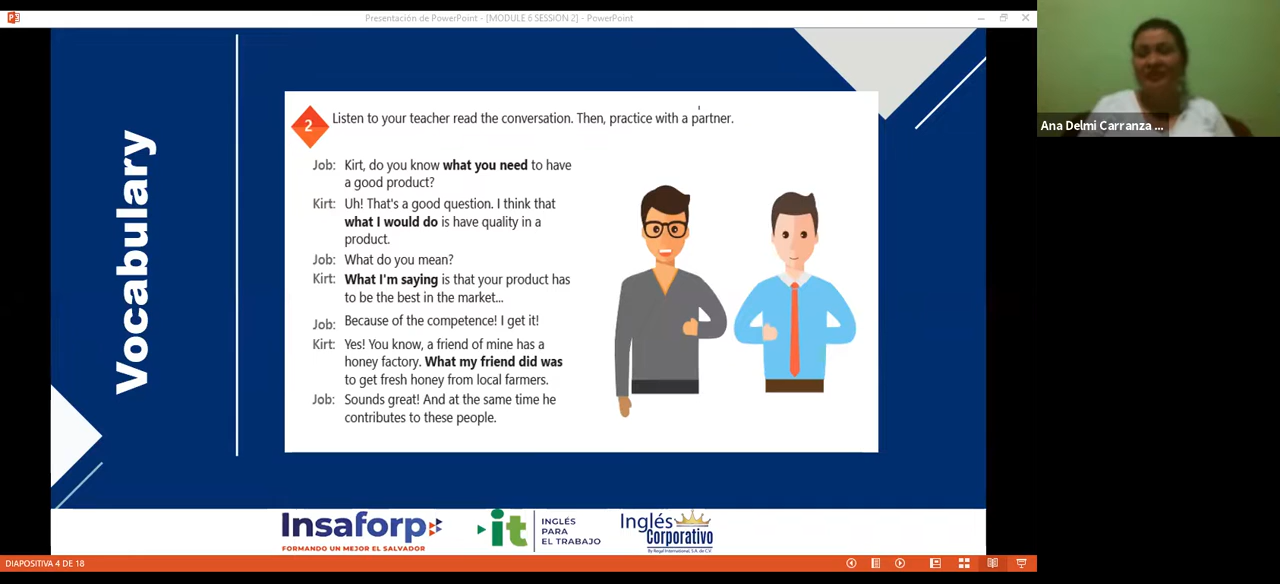 Presentación de PowerPoint - [MODULE 6 SESSION 2] - PowerPoint
Vocabulary
2
Listen to your teacher read the conversation. Then, practice with a partner.
Job: Kirt, do you know what you need to have
a good product?
Kirt: Uh! That's a good question. I think that
what I would do is have quality in a
product.
Job: What do you mean?
Kirt: What I'm saying is that your product has
to be the best in the market...
Job: Because of the competence! I get it!
Kirt: Yes! You know, a friend of mine has a
honey factory. What my friend did was
to get fresh honey from local farmers.
Job: Sounds great! And at the same time he
contributes to these people.
Ana Delmi Carranza ...
Insaforp
FORMANDO UN MEJOR EL SALVADOR
it
INGLÉS
PARA
EL TRABAJO
Inglés
Corporativo
By Regal International, S.A. de C.V.
DIAPOSITIVA 4 DE 18